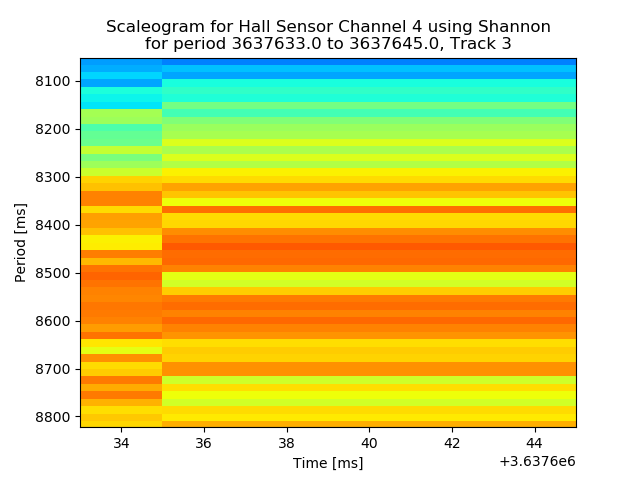 Scaleogram for Hall Sensor Channel 4 using Shannon
for period 3637633.0 to 3637645.0, Track 3
Period [ms]
8100
8200
8300
8400
8500
8600
8700
8800
34 36 38 40 42 44
Time [ms]
+3.6376e6